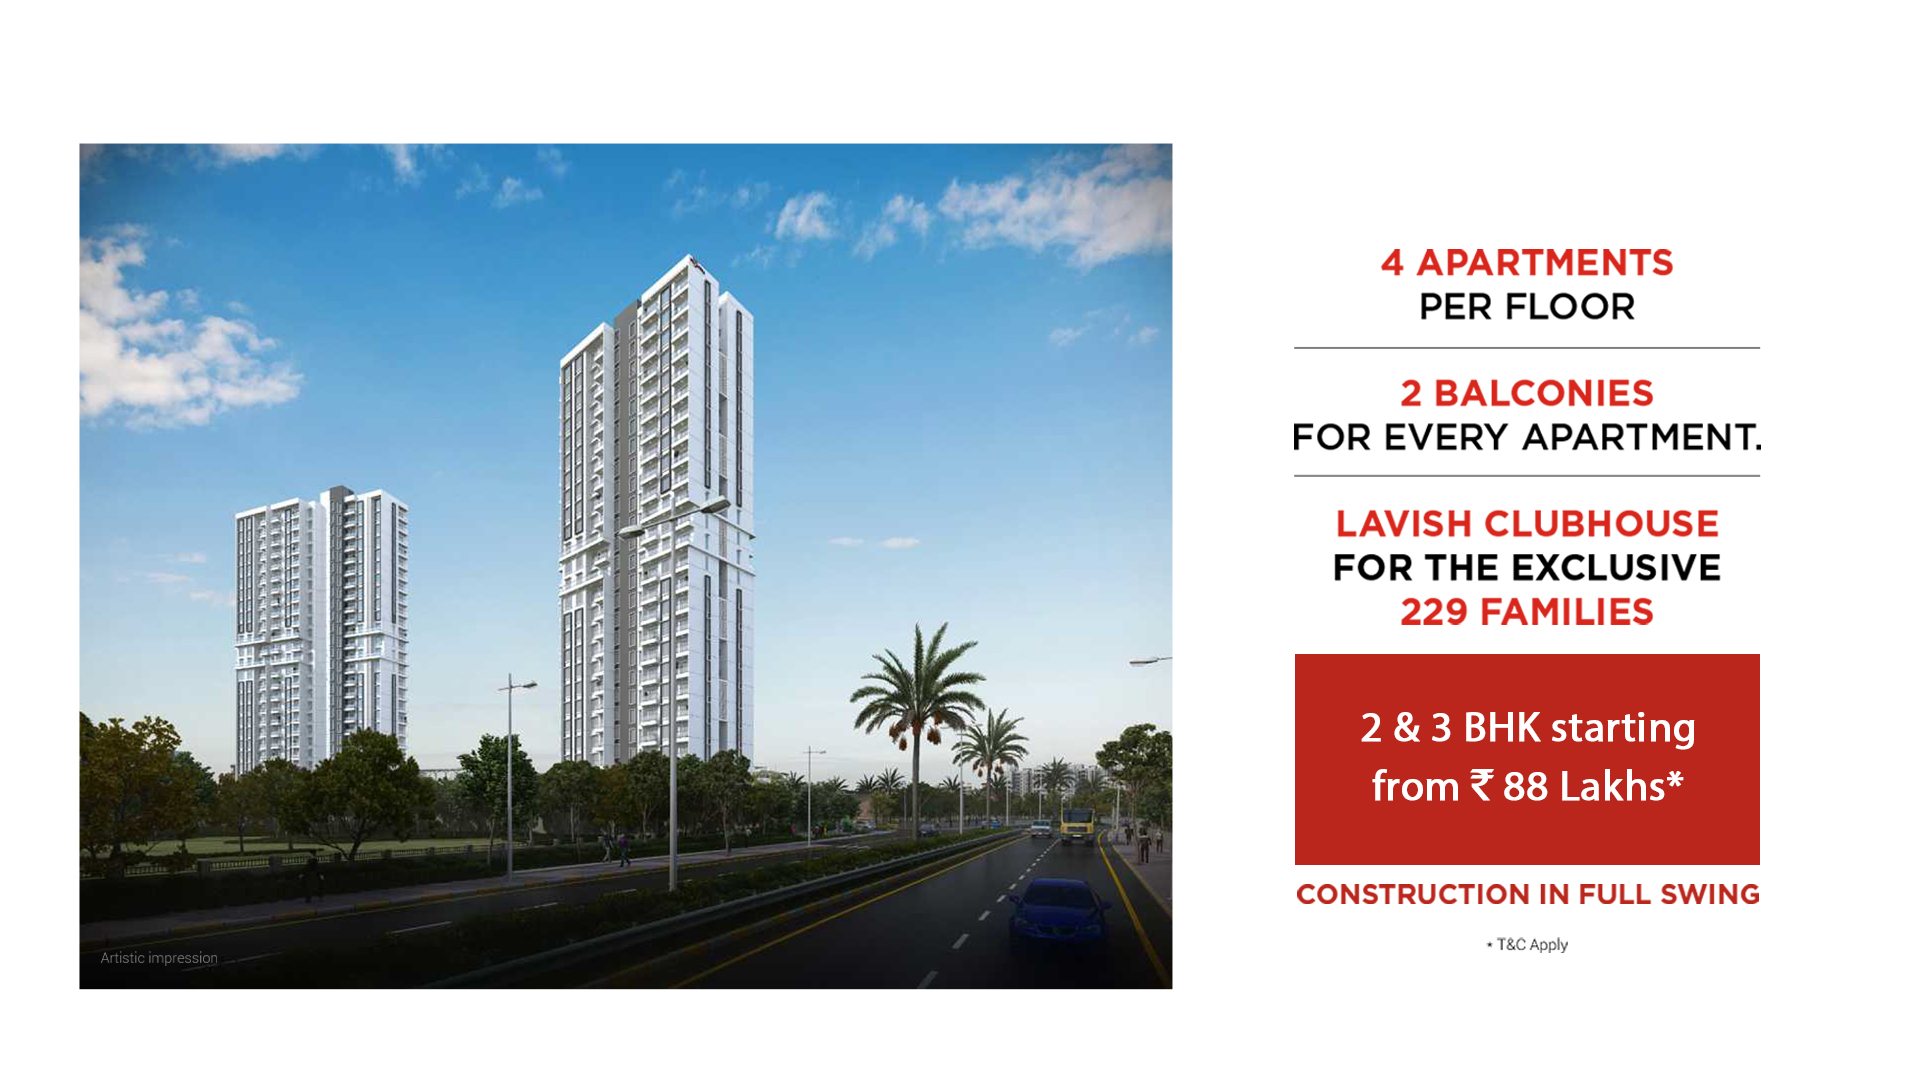 4 APARTMENTS
PER FLOOR
2 BALCONIES
FOR EVERY APARTMENT.
LAVISH CLUBHOUSE
FOR THE EXCLUSIVE
229 FAMILIES
2 & 3 BHK starting
from ₹ 88 Lakhs*
CONSTRUCTION IN FULL SWING
* T&C Apply
Artistic impression